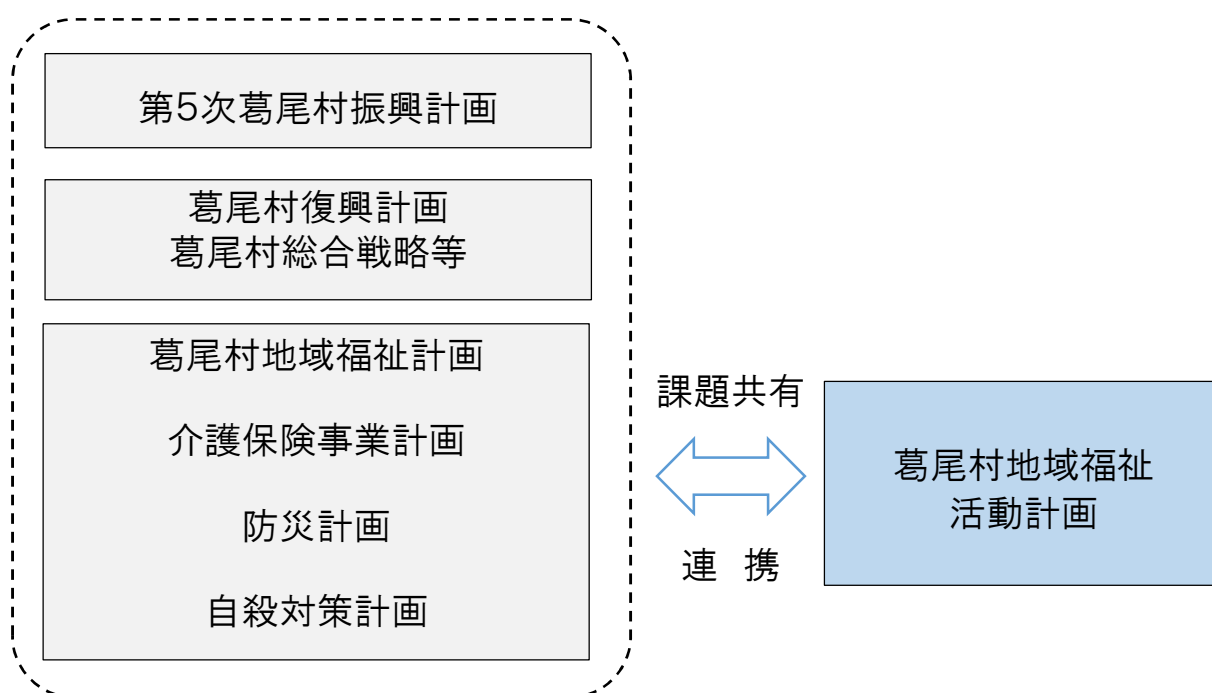 第5次葛尾村振興計画
葛尾村復興計画
葛尾村総合戦略等
葛尾村地域福祉計画
介護保険事業計画
防災計画
自殺対策計画
課題共有
連 携
葛尾村地域福祉
活動計画